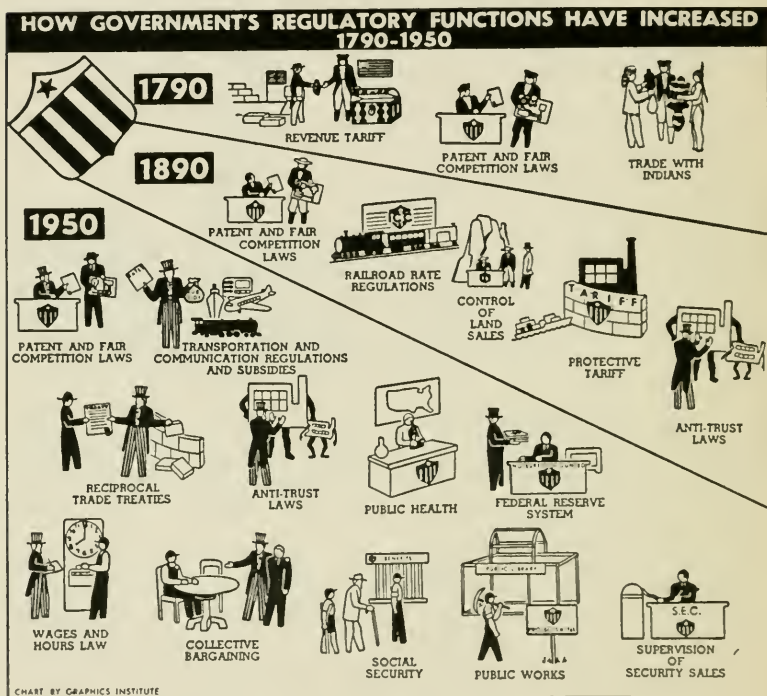 HOW GOVERNMENT'S REGULATORY FUNCTIONS HAVE INCREASED
1790-1950
1790
REVENUE TARIFF
PATENT AND FAIR
COMPETITION LAWS
TRADE WITH
INDIANS
1890
PATENT AND FAIR
COMPETITION
LAWS
RAILROAD RATE
REGULATIONS
CONTROL
OF
LAND
SALES
TARIFF
PROTECTIVE
TARIFF
ANTI-TRUST
LAWS
1950
PATENT AND FAIR
COMPETITION LAWS
TRANSPORTATION AND
COMMUNICATION REGULATIONS
AND SUBSIDIES
RECIPROCAL
TRADE TREATIES
ANTI-TRUST
LAWS
PUBLIC HEALTH
FEDERAL RESERVE
SYSTEM
WAGES AND
HOURS LAW
COLLECTIVE
BARGAINING
BENEFITS
SOCIAL
SECURITY
PUBLIC LIBRARY
PUBLIC WORKS
S.E.C.
SUPERVISION
OF
SECURITY SALES
CHART BY GRAPHICS INSTITUTE